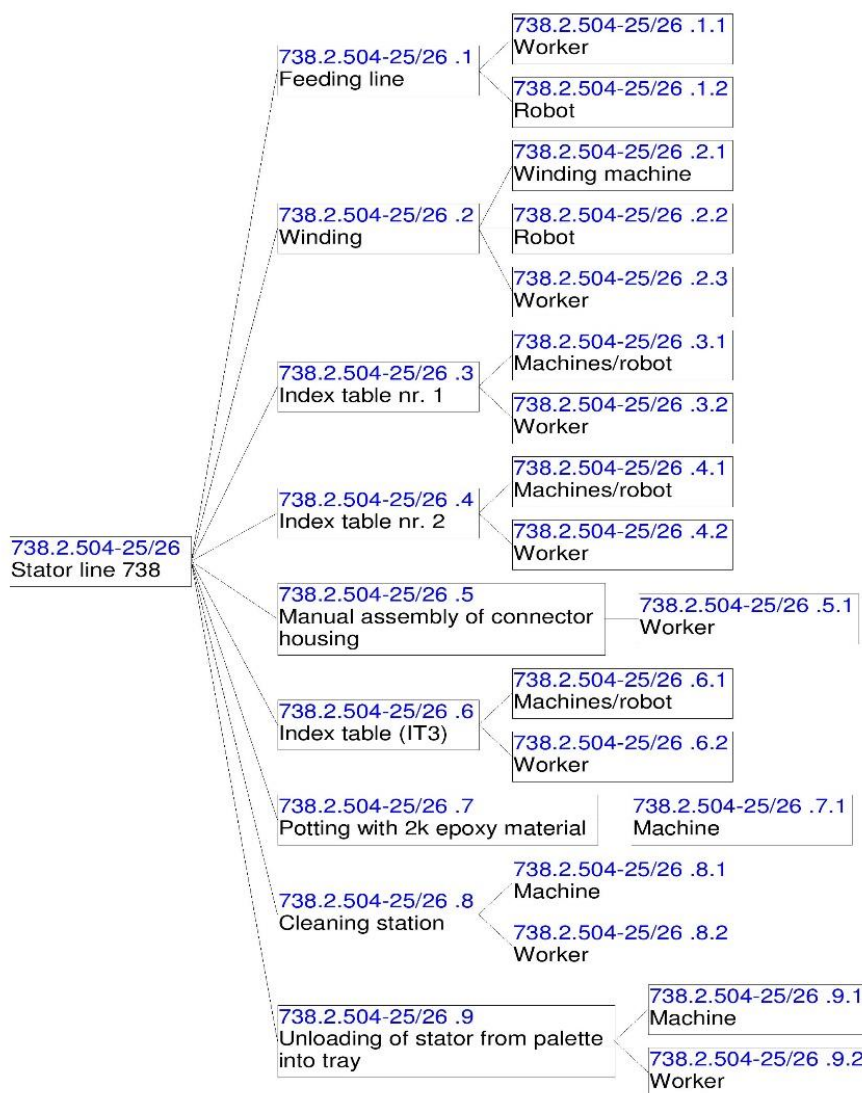 738.2.504-25/26
Stator line 738
738.2.504-25/26 .1
Feeding line
738.2.504-25/26 .1.1
Worker
738.2.504-25/26 .1.2
Robot
738.2.504-25/26 .2
Winding
738.2.504-25/26 .2.1
Winding machine
738.2.504-25/26 .2.2
Robot
738.2.504-25/26 .2.3
Worker
738.2.504-25/26 .3
Index table nr. 1
738.2.504-25/26 .3.1
Machines/robot
738.2.504-25/26 .3.2
Worker
738.2.504-25/26 .4
Index table nr. 2
738.2.504-25/26 .4.1
Machines/robot
738.2.504-25/26 .4.2
Worker
738.2.504-25/26 .5
Manual assembly of connector
housing
738.2.504-25/26 .5.1
Worker
738.2.504-25/26 .6
Index table (IT3)
738.2.504-25/26 .6.1
Machines/robot
738.2.504-25/26 .6.2
Worker
738.2.504-25/26 .7
Potting with 2k epoxy material
738.2.504-25/26 .7.1
Machine
738.2.504-25/26 .8
Cleaning station
738.2.504-25/26 .8.1
Machine
738.2.504-25/26 .8.2
Worker
738.2.504-25/26 .9
Unloading of stator from palette
into tray
738.2.504-25/26 .9.1
Machine
738.2.504-25/26 .9.2
Worker